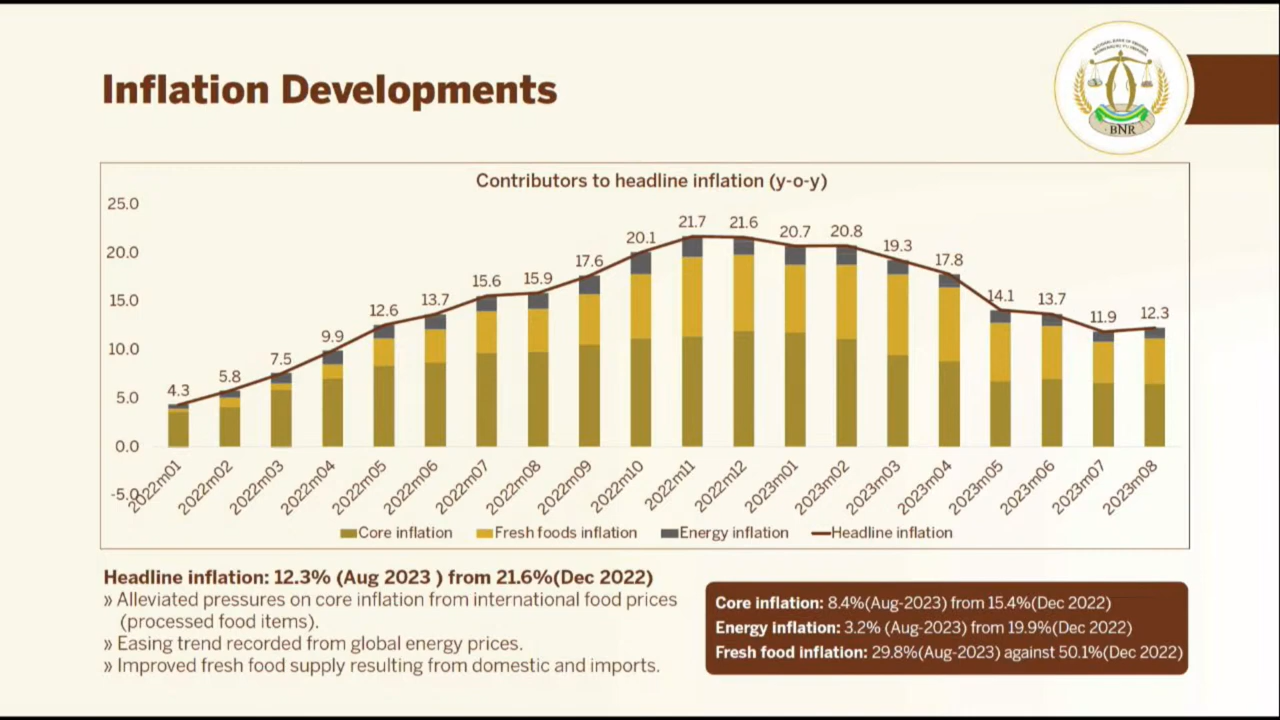 Inflation Developments
BNR
Contributors to headline inflation (y-o-y)
25.0
20.0
15.0
10.0
5.0
0.0
-5.0
4.3
5.8
7.5
9.9
12.6
13.7
15.6
15.9
17.6
20.1
21.7
21.6
20.7
20.8
19.3
17.8
14.1
13.7
11.9
12.3
2022m01
2022m02
2022m03
2022m04
2022m05
2022m06
2022m07
2022m08
2022m09
2022m10
2022m11
2022m12
2023m01
2023m02
2023m03
2023m04
2023m05
2023m06
2023m07
2023m08
Core inflation
Fresh foods inflation
Energy inflation
Headline inflation
Headline inflation: 12.3% (Aug 2023 ) from 21.6%(Dec 2022)
» Alleviated pressures on core inflation from international food prices
(processed food items).
» Easing trend recorded from global energy prices.
» Improved fresh food supply resulting from domestic and imports.
Core inflation: 8.4%(Aug-2023) from 15.4%(Dec 2022)
Energy inflation: 3.2% (Aug-2023) from 19.9%(Dec 2022)
Fresh food inflation: 29.8%(Aug-2023) against 50.1%(Dec 2022)